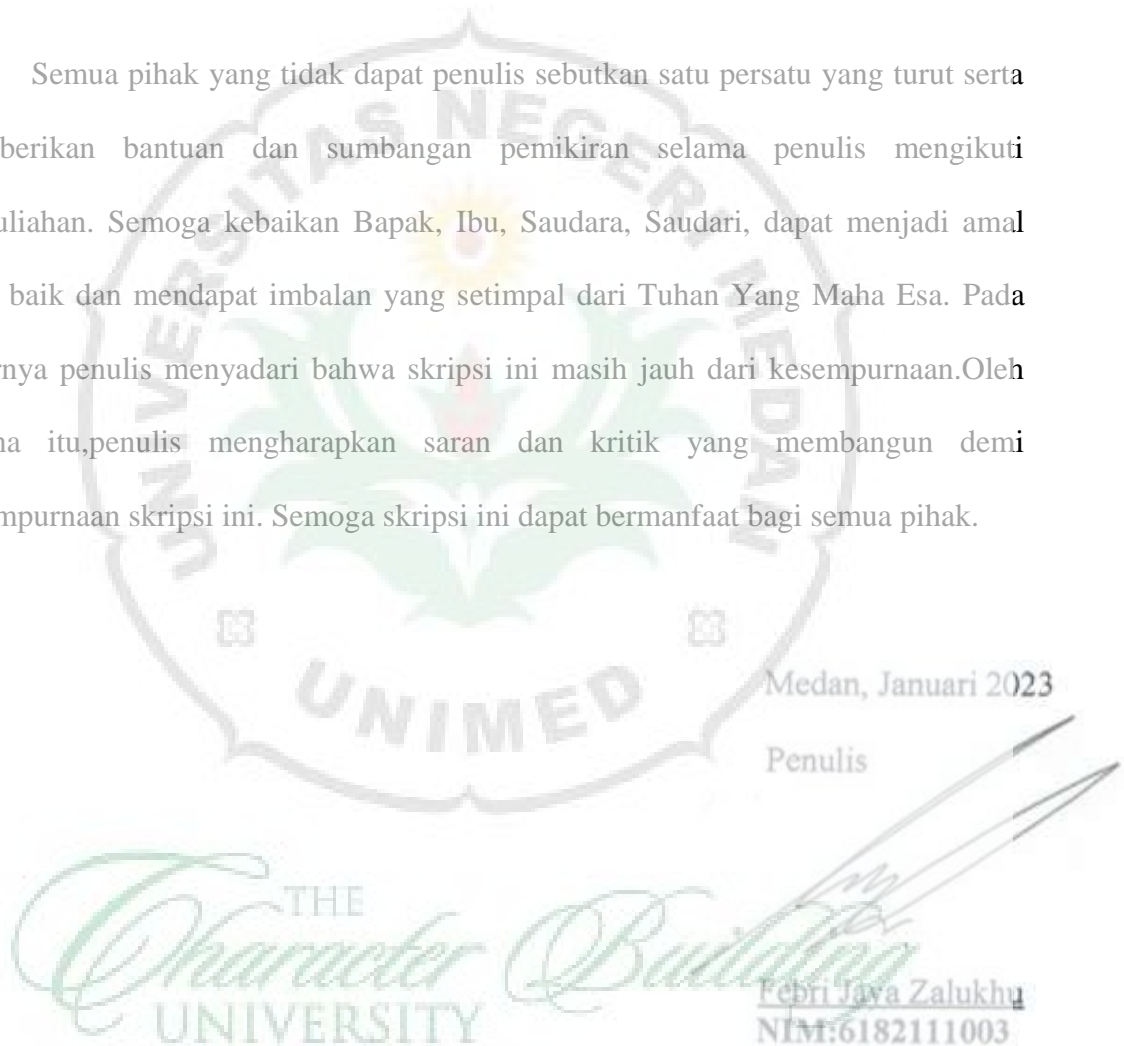 Semua pihak yang tidak dapat penulis sebutkan satu persatu yang turut serta
berikan bantuan dan sumbangan pemikiran selama penulis mengikuti
uliahan. Semoga kebaikan Bapak, Ibu, Saudara, Saudari, dapat menjadi amal
baik dan mendapat imbalan yang setimpal dari Tuhan Yang Maha Esa. Pada
rnya penulis menyadari bahwa skripsi ini masih jauh dari kesempurnaan.Oleh
na itu,penulis mengharapkan saran dan kritik yang membangun demi
mpurnaan skripsi ini. Semoga skripsi ini dapat bermanfaat bagi semua pihak.
UNIVERSITAS NEGERI MEDAN
UNIMED
Medan, Januari 2023
Penulis
THE
Character Building
UNIVERSITY
Febri Jaya Zalukhu
NIM:6182111003